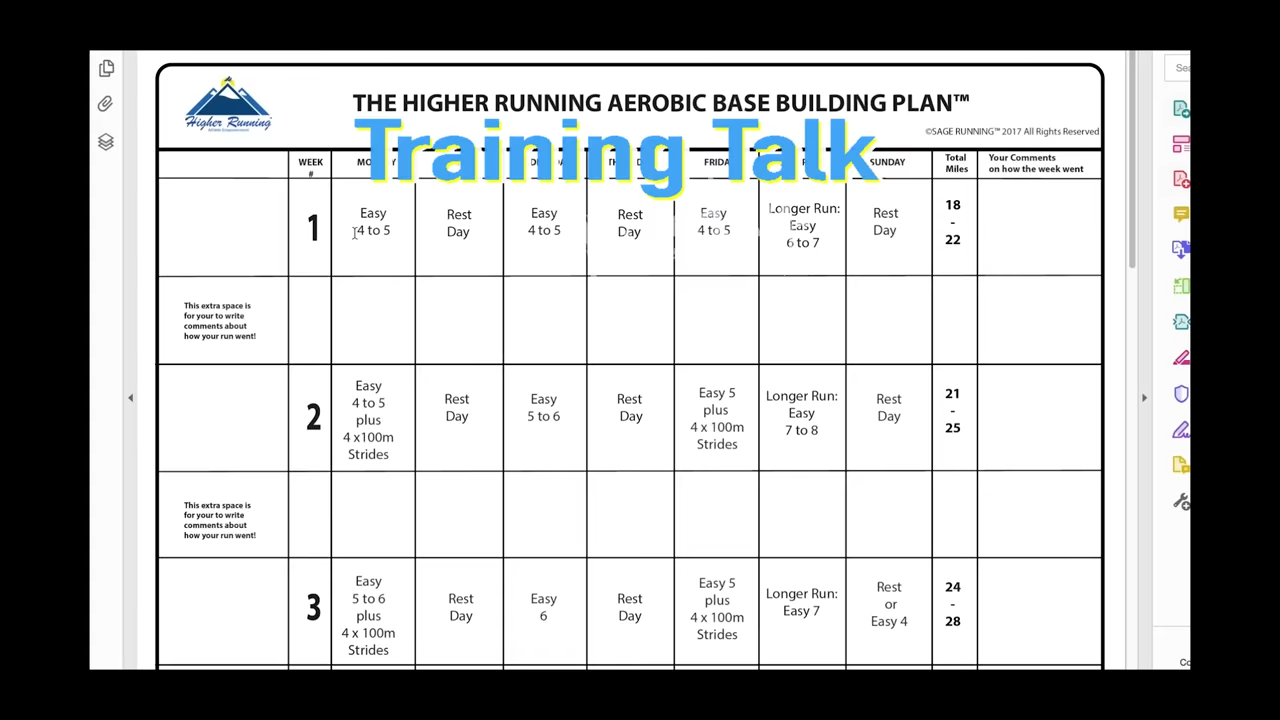 Higher Running
THE HIGHER RUNNING AEROBIC BASE BUILDING PLAN™
©SAGE RUNNING™ 2017 All Rights Reserved
Training Talk
WEEK
#
SUNDAY
Total
Miles
Your Comments
on how the week went
1
Easy
4 to 5
Rest
Day
Easy
4 to 5
Rest
Day
Easy
4 to 5
Longer Run:
Easy
6 to 7
Rest
Day
18
-
22
This extra space is
for your to write
comments about
how your run went!
2
Easy
4 to 5
plus
4 x100m
Strides
Rest
Day
Easy
5 to 6
Rest
Day
Easy 5
plus
4 x 100m
Strides
Longer Run:
Easy
7 to 8
Rest
Day
21
-
25
This extra space is
for your to write
comments about
how your run went!
3
Easy
5 to 6
plus
4 x 100m
Strides
Rest
Day
Easy
6
Rest
Day
Easy 5
plus
4 x 100m
Strides
Longer Run:
Easy 7
Rest
or
Easy 4
24
-
28